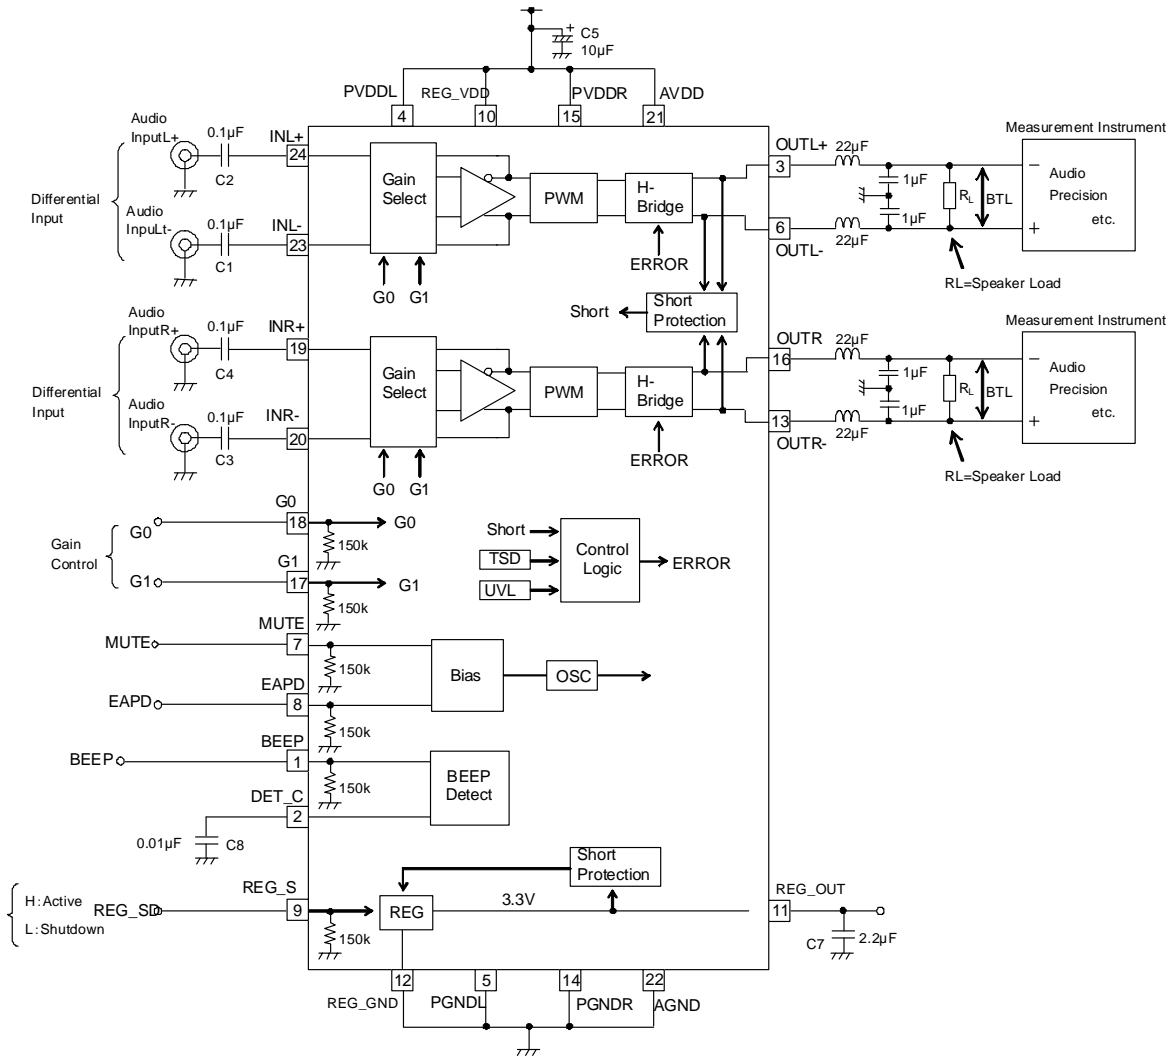 C5
10µF
PVDDL
REG_VDD
PVDDR
AVDD
4
10
15
21
Audio
InputL+
0.1µF
INL+
24
C2
Differential
Input
Audio
InpuLt-
0.1µF
INL-
23
C1
Gain
Select
PWM
H-
Bridge
G0
G1
ERROR
OUTL+
3
22µF
1µF
1µF
6
OUTL-
22µF
RL
BTL
Measurement Instrument
−
Audio
Precision
etc.
+
RL=Speaker Load
Short
Short
Protection
Audio
InputR+
0.1µF
INR+
19
C4
Differential
Input
Audio
InputR-
0.1µF
INR-
20
C3
Gain
Select
PWM
H-
Bridge
G0
G1
ERROR
OUTR
16
22µF
1µF
1µF
13
OUTR-
22µF
RL
BTL
Measurement Instrument
−
Audio
Precision
etc.
+
RL=Speaker Load
Gain
Control
G0
G0
18
G0
150k
G1
G1
17
G1
150k
Short
TSD
UVL
Control
Logic
ERROR
MUTE
MUTE
7
150k
EAPD
EAPD
8
150k
Bias
OSC
BEEP
BEEP
1
150k
DET_C
2
BEEP
Detect
0.01µF
C8
H:Active
L:Shutdown
REG_SD
REG_S
9
150k
REG
3.3V
Short
Protection
REG_OUT
11
C7
2.2µF
12
5
14
22
REG_GND
PGNDL
PGNDR
AGND